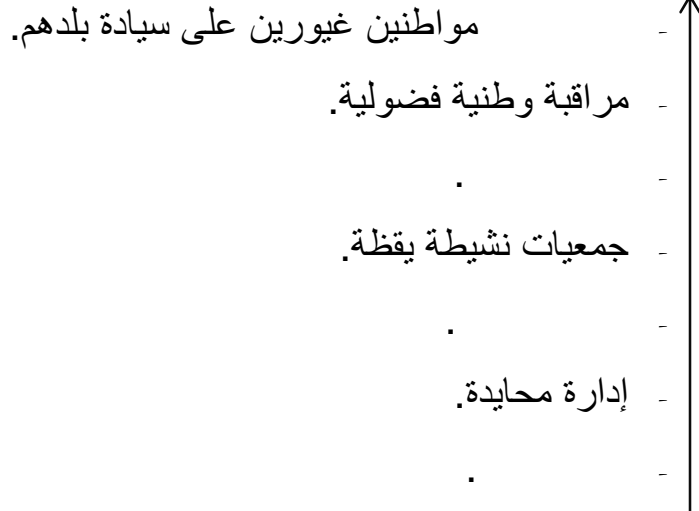 - مواطنين غيورين على سيادة بلدهم.
- مراقبة وطنية فضولية.
- .
- جمعيات نشيطة يقظة.
- .
- إدارة محايدة.
- .